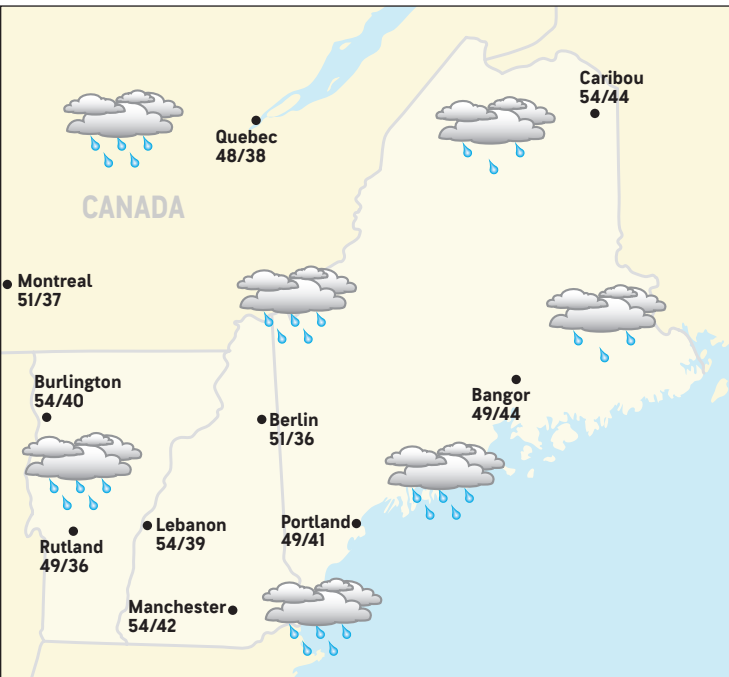 Caribou
54/44
Quebec
48/38
CANADA
Montreal
51/37
Burlington
54/40
Bangor
49/44
Berlin
51/36
Lebanon
54/39
Portland
49/41
Rutland
49/36
Manchester
54/42